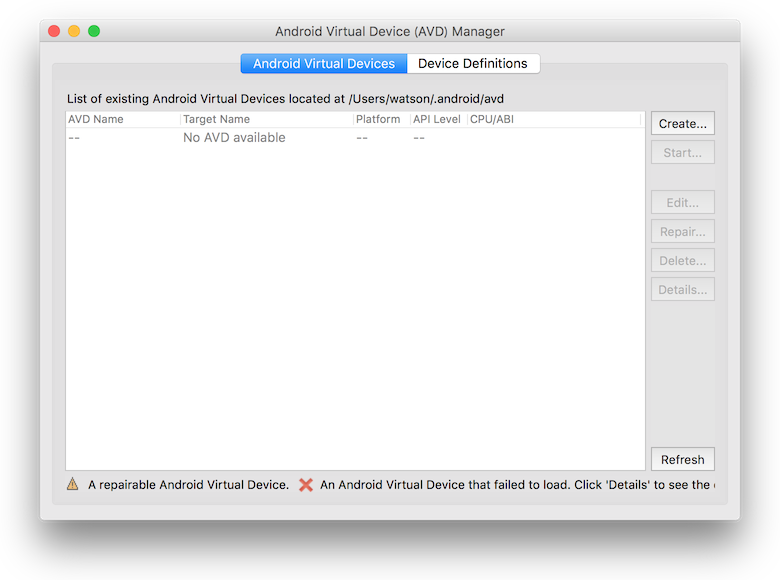 Android Virtual Device (AVD) Manager
Android Virtual Devices Device Definitions
List of existing Android Virtual Devices located at /Users/watson/.android/avd
AVD Name Target Name Platform API Level CPU/ABI
-- No AVD available -- --
Create...
Start...
Edit...
Repair...
Delete...
Details...
Refresh
A repairable Android Virtual Device. An Android Virtual Device that failed to load. Click 'Details' to see the